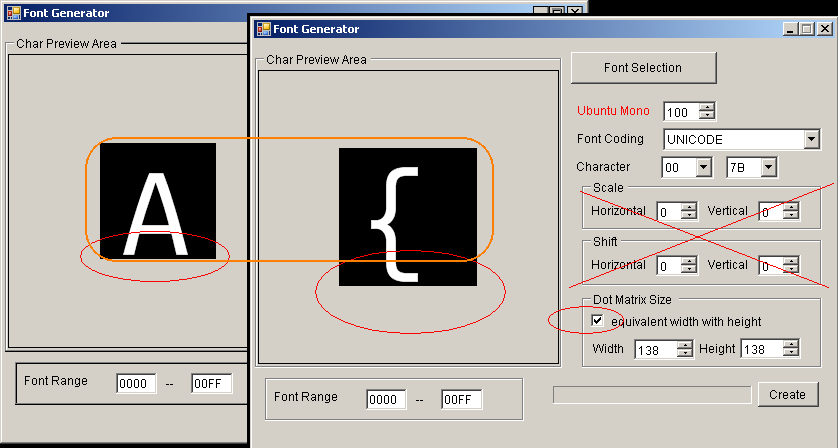 Font Generator
Char Preview Area
A
Font Range 0000 -- 00FF
Font Generator
Char Preview Area
{
Font Range 0000 -- 00FF
Font Selection
Ubuntu Mono 100
Font Coding UNICODE
Character 00 7B
Scale
Horizontal 0 Vertical 0
Shift
Horizontal 0 Vertical 0
Dot Matrix Size
equivalent width with height
Width 138 Height 138
Create